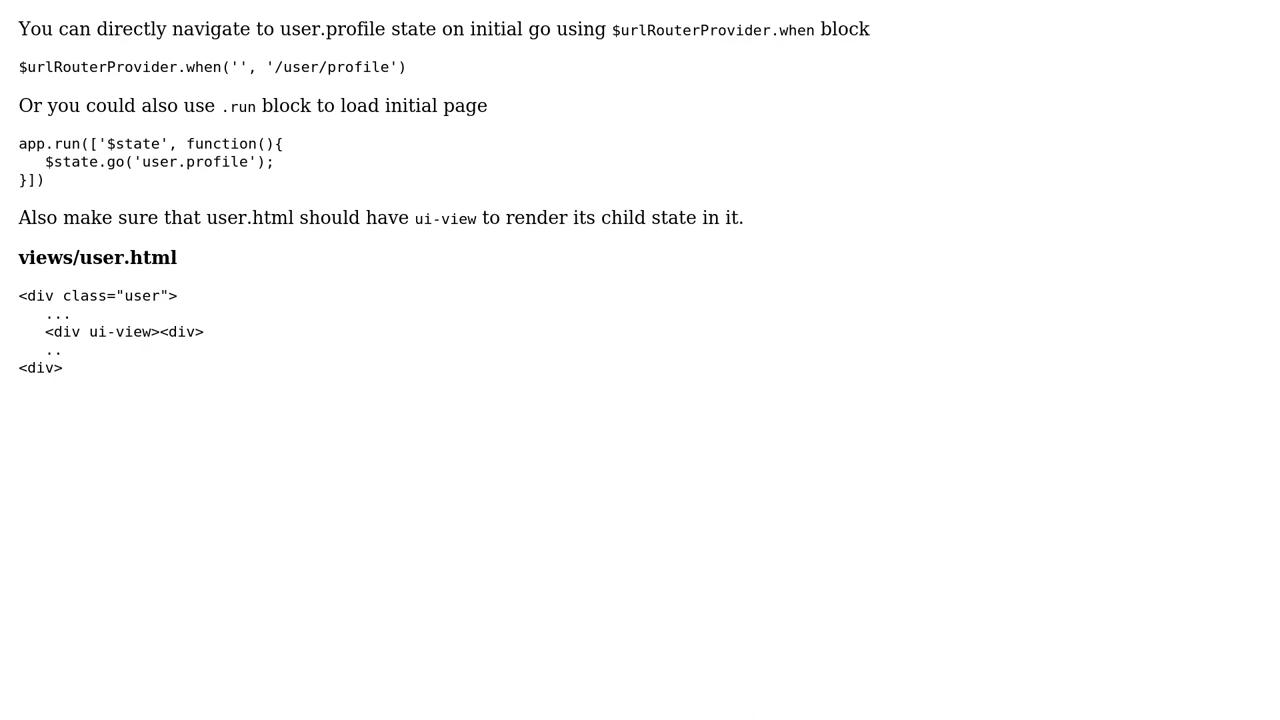 You can directly navigate to user.profile state on initial go using $urlRouterProvider.when block
$urlRouterProvider.when('', '/user/profile')
Or you could also use .run block to load initial page
app.run(['$state', function(){
   $state.go('user.profile');
}])
Also make sure that user.html should have ui-view to render its child state in it.
views/user.html
<div class="user">
   ...
   <div ui-view><div>
   ..
<div>